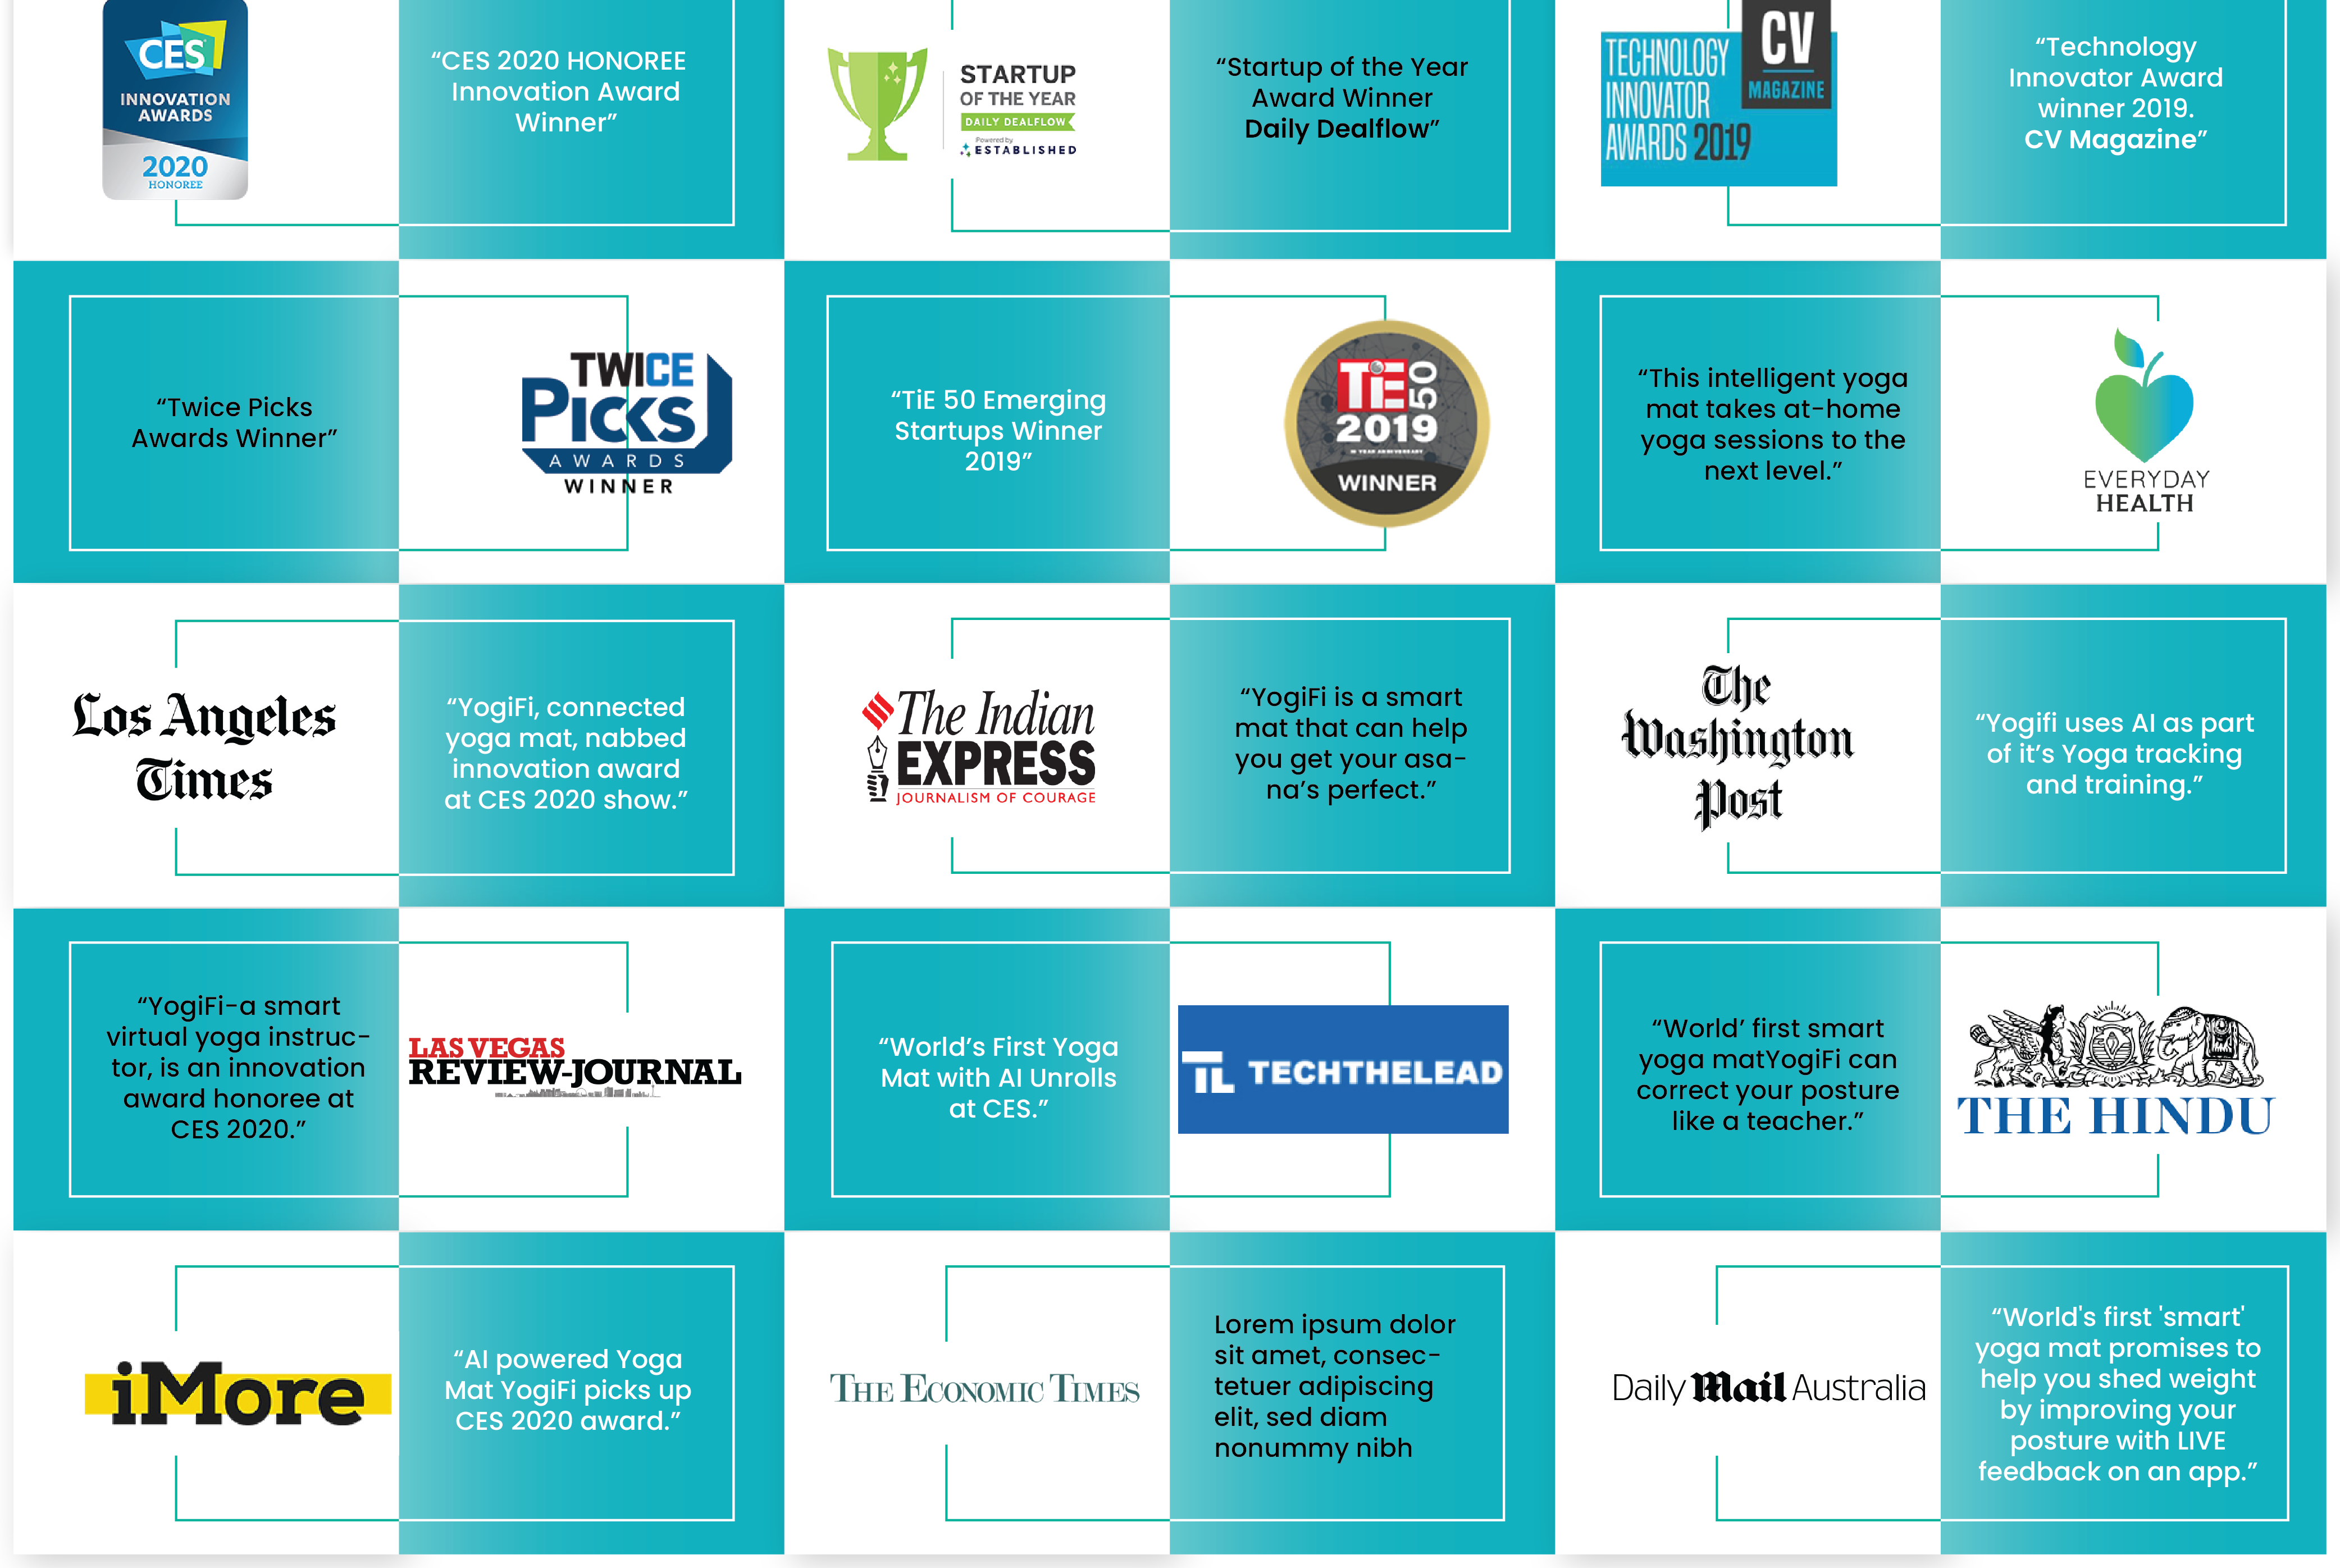 CES
INNOVATION
AWARDS
2020
HONOREE
“CES 2020 HONOREE
Innovation Award
Winner”
STARTUP
OF THE YEAR
DAILY DEALFLOW
Powered by
ESTABLISHED
“Startup of the Year
Award Winner
Daily Dealflow”
TECHNOLOGY
INNOVATOR
AWARDS 2019
CV
MAGAZINE
“Technology
Innovator Award
winner 2019.
CV Magazine”
“Twice Picks
Awards Winner”
TWICE
PICKS
AWARDS
WINNER
“TiE 50 Emerging
Startups Winner
2019”
TiE 50
2019
10 YEAR ANNIVERSARY
WINNER
“This intelligent yoga
mat takes at-home
yoga sessions to the
next level.”
EVERYDAY
HEALTH
Los Angeles
Times
“YogiFi, connected
yoga mat, nabbed
innovation award
at CES 2020 show.”
The Indian
EXPRESS
JOURNALISM OF COURAGE
“YogiFi is a smart
mat that can help
you get your asa-
na’s perfect.”
The
Washington
Post
“Yogifi uses AI as part
of it’s Yoga tracking
and training.”
“YogiFi-a smart
virtual yoga instruc-
tor, is an innovation
award honoree at
CES 2020.”
LAS VEGAS
REVIEW-JOURNAL
“World’s First Yoga
Mat with AI Unrolls
at CES.”
TL TECHTHELEAD
“World’ first smart
yoga matYogiFi can
correct your posture
like a teacher.”
THE HINDU
iMore
“AI powered Yoga
Mat YogiFi picks up
CES 2020 award.”
THE ECONOMIC TIMES
Lorem ipsum dolor
sit amet, consec-
tetuer adipiscing
elit, sed diam
nonummy nibh
Daily Mail Australia
“World's first 'smart'
yoga mat promises to
help you shed weight
by improving your
posture with LIVE
feedback on an app.”